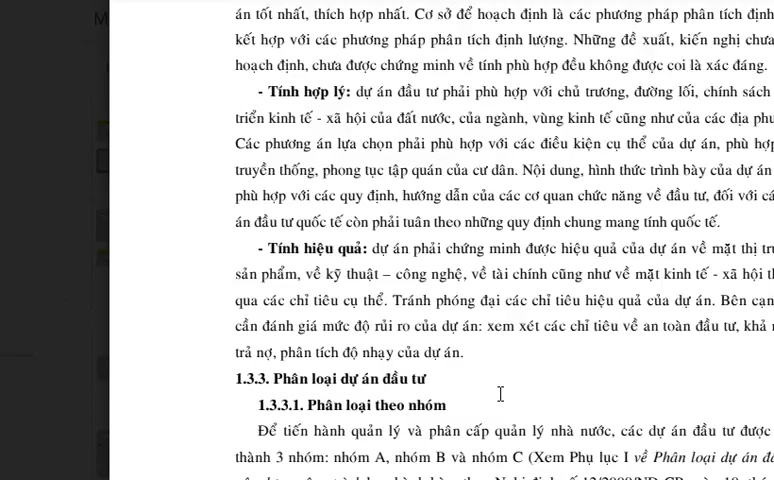 án tốt nhất, thích hợp nhất. Cơ sở để hoạch định là các phương pháp phân tích định
kết hợp với các phương pháp phân tích định lượng. Những đề xuất, kiến nghị chưa
hoạch định, chưa được chứng minh về tính phù hợp đều không được coi là xác đáng.
- Tính hợp lý: dự án đầu tư phải phù hợp với chủ trương, đường lối, chính sách
triển kinh tế - xã hội của đất nước, của ngành, vùng kinh tế cũng như của các địa
Các phương án lựa chọn phải phù hợp với các điều kiện cụ thể của dự án, phù hợp
truyền thống, phong tục tập quán của cư dân. Nội dung, hình thức trình bày của dự án
phù hợp với các quy định, hướng dẫn của các cơ quan chức năng về đầu tư, đối với
án đầu tư quốc tế còn phải tuân theo những quy định chung mang tính quốc tế.
- Tính hiệu quả: dự án phải chứng minh được hiệu quả của dự án về mặt thị
sản phẩm, về kỹ thuật – công nghệ, về tài chính cũng như về mặt kinh tế - xã hội
qua các chỉ tiêu cụ thể. Tránh phóng đại các chỉ tiêu hiệu quả của dự án. Bên
cần đánh giá mức độ rủi ro của dự án: xem xét các chỉ tiêu về an toàn đầu tư, khả
trả nợ, phân tích độ nhạy của dự án.
1.3.3. Phân loại dự án đầu tư
1.3.3.1. Phân loại theo nhóm
Để tiến hành quản lý và phân cấp quản lý nhà nước, các dự án đầu tư được
thành 3 nhóm: nhóm A, nhóm B và nhóm C (Xem Phụ lục I về Phân loại dự án